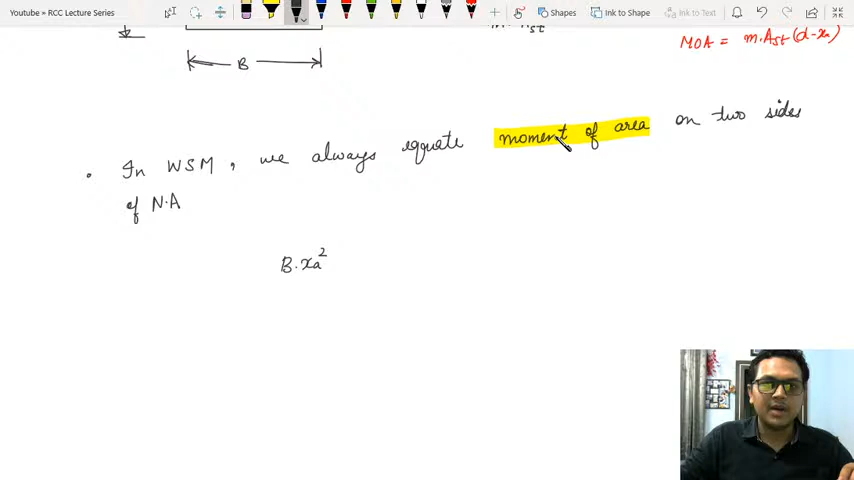 Youtube » RCC Lecture Series
Shapes
Ink to Shape
Ink to Text
Share
MOA = m.Ast(d-xa)
B
• In WSM, we always equate moment of area on two sides
of N.A
B.xa²